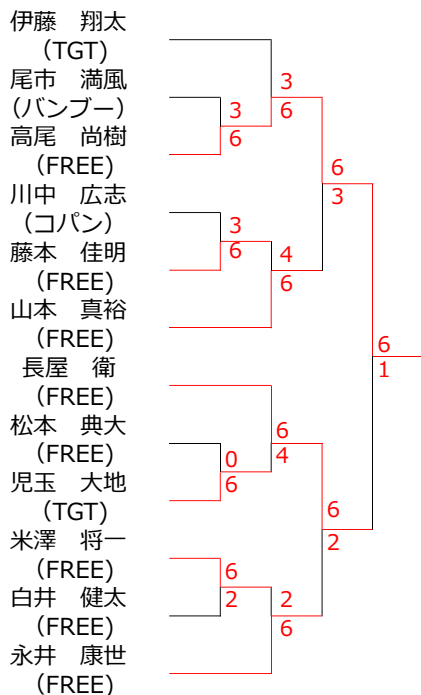 伊藤　翔太
（TGT）
尾市　満風
（バンブー）
高尾　尚樹
（FREE）
川中　広志
（コパン）
藤本　佳明
（FREE）
山本　真裕
（FREE）
長屋　衛
（FREE）
松本　典大
（FREE）
児玉　大地
（TGT）
米澤　将一
（FREE）
白井　健太
（FREE）
永井　康世
（FREE）
3
6
3
6
3
6
4
6
6
3
0
6
6
4
6
2
2
6
6
2
6
1